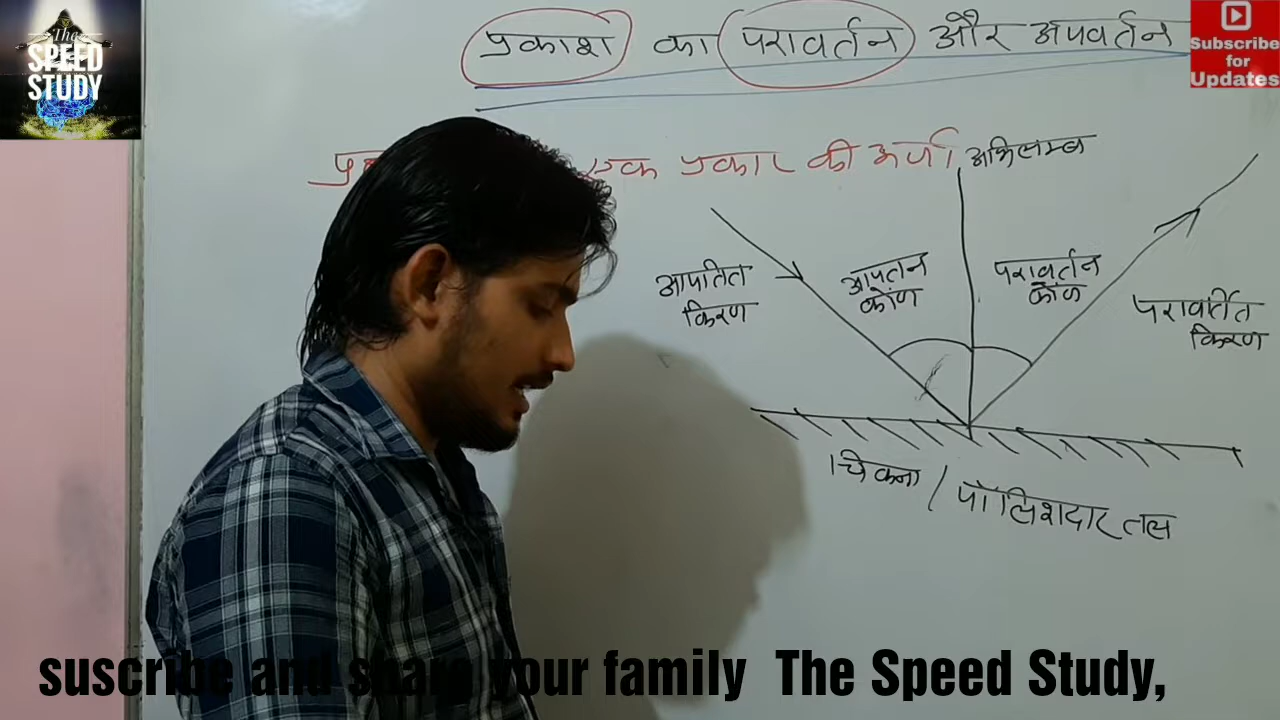 The
SPEED
STUDY
प्रकाश का परावर्तन और अपवर्तन
Subscribe
for
Updates
एक प्रकार की ऊर्जा
अभिलम्ब
आपतित
किरण
आपतन
कोण
परावर्तन
कोण
परावर्तित
किरण
चिकना / पॉलिशदार तल
suscribe and share your family The Speed Study,